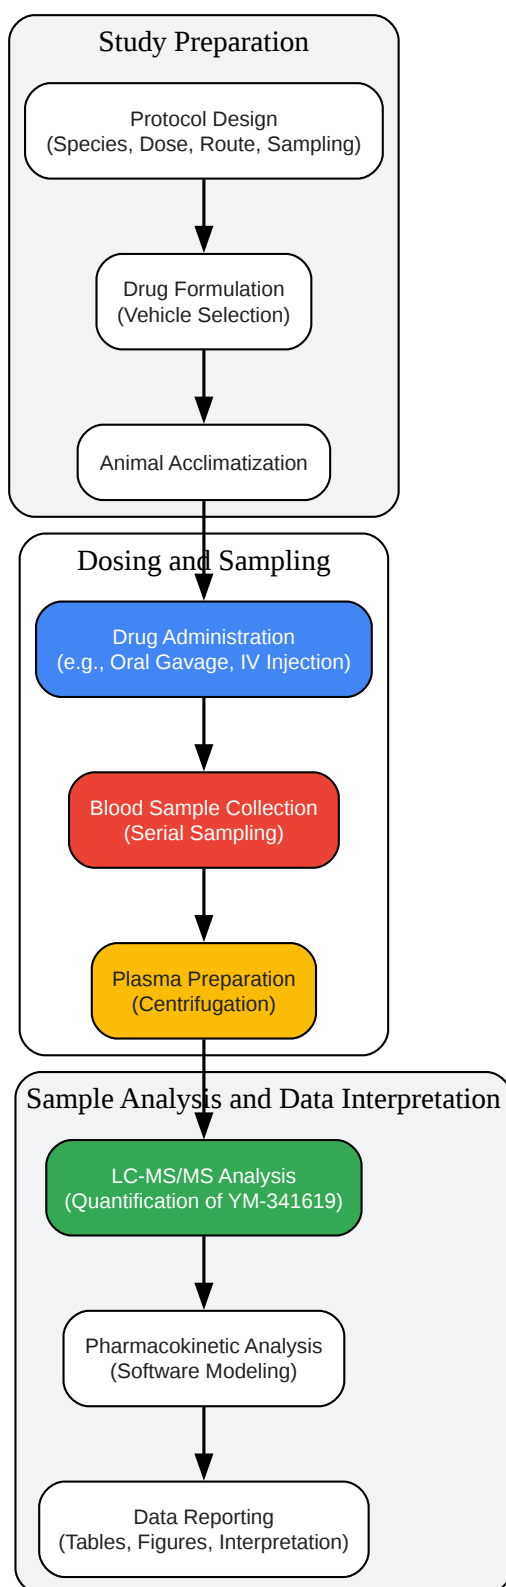 Study Preparation
Protocol Design
(Species, Dose, Route, Sampling)
Drug Formulation
(Vehicle Selection)
Animal Acclimatization
Dosing and Sampling
Drug Administration
(e.g., Oral Gavage, IV Injection)
Blood Sample Collection
(Serial Sampling)
Plasma Preparation
(Centrifugation)
Sample Analysis and Data Interpretation
LC-MS/MS Analysis
(Quantification of YM-341619)
Pharmacokinetic Analysis
(Software Modeling)
Data Reporting
(Tables, Figures, Interpretation)